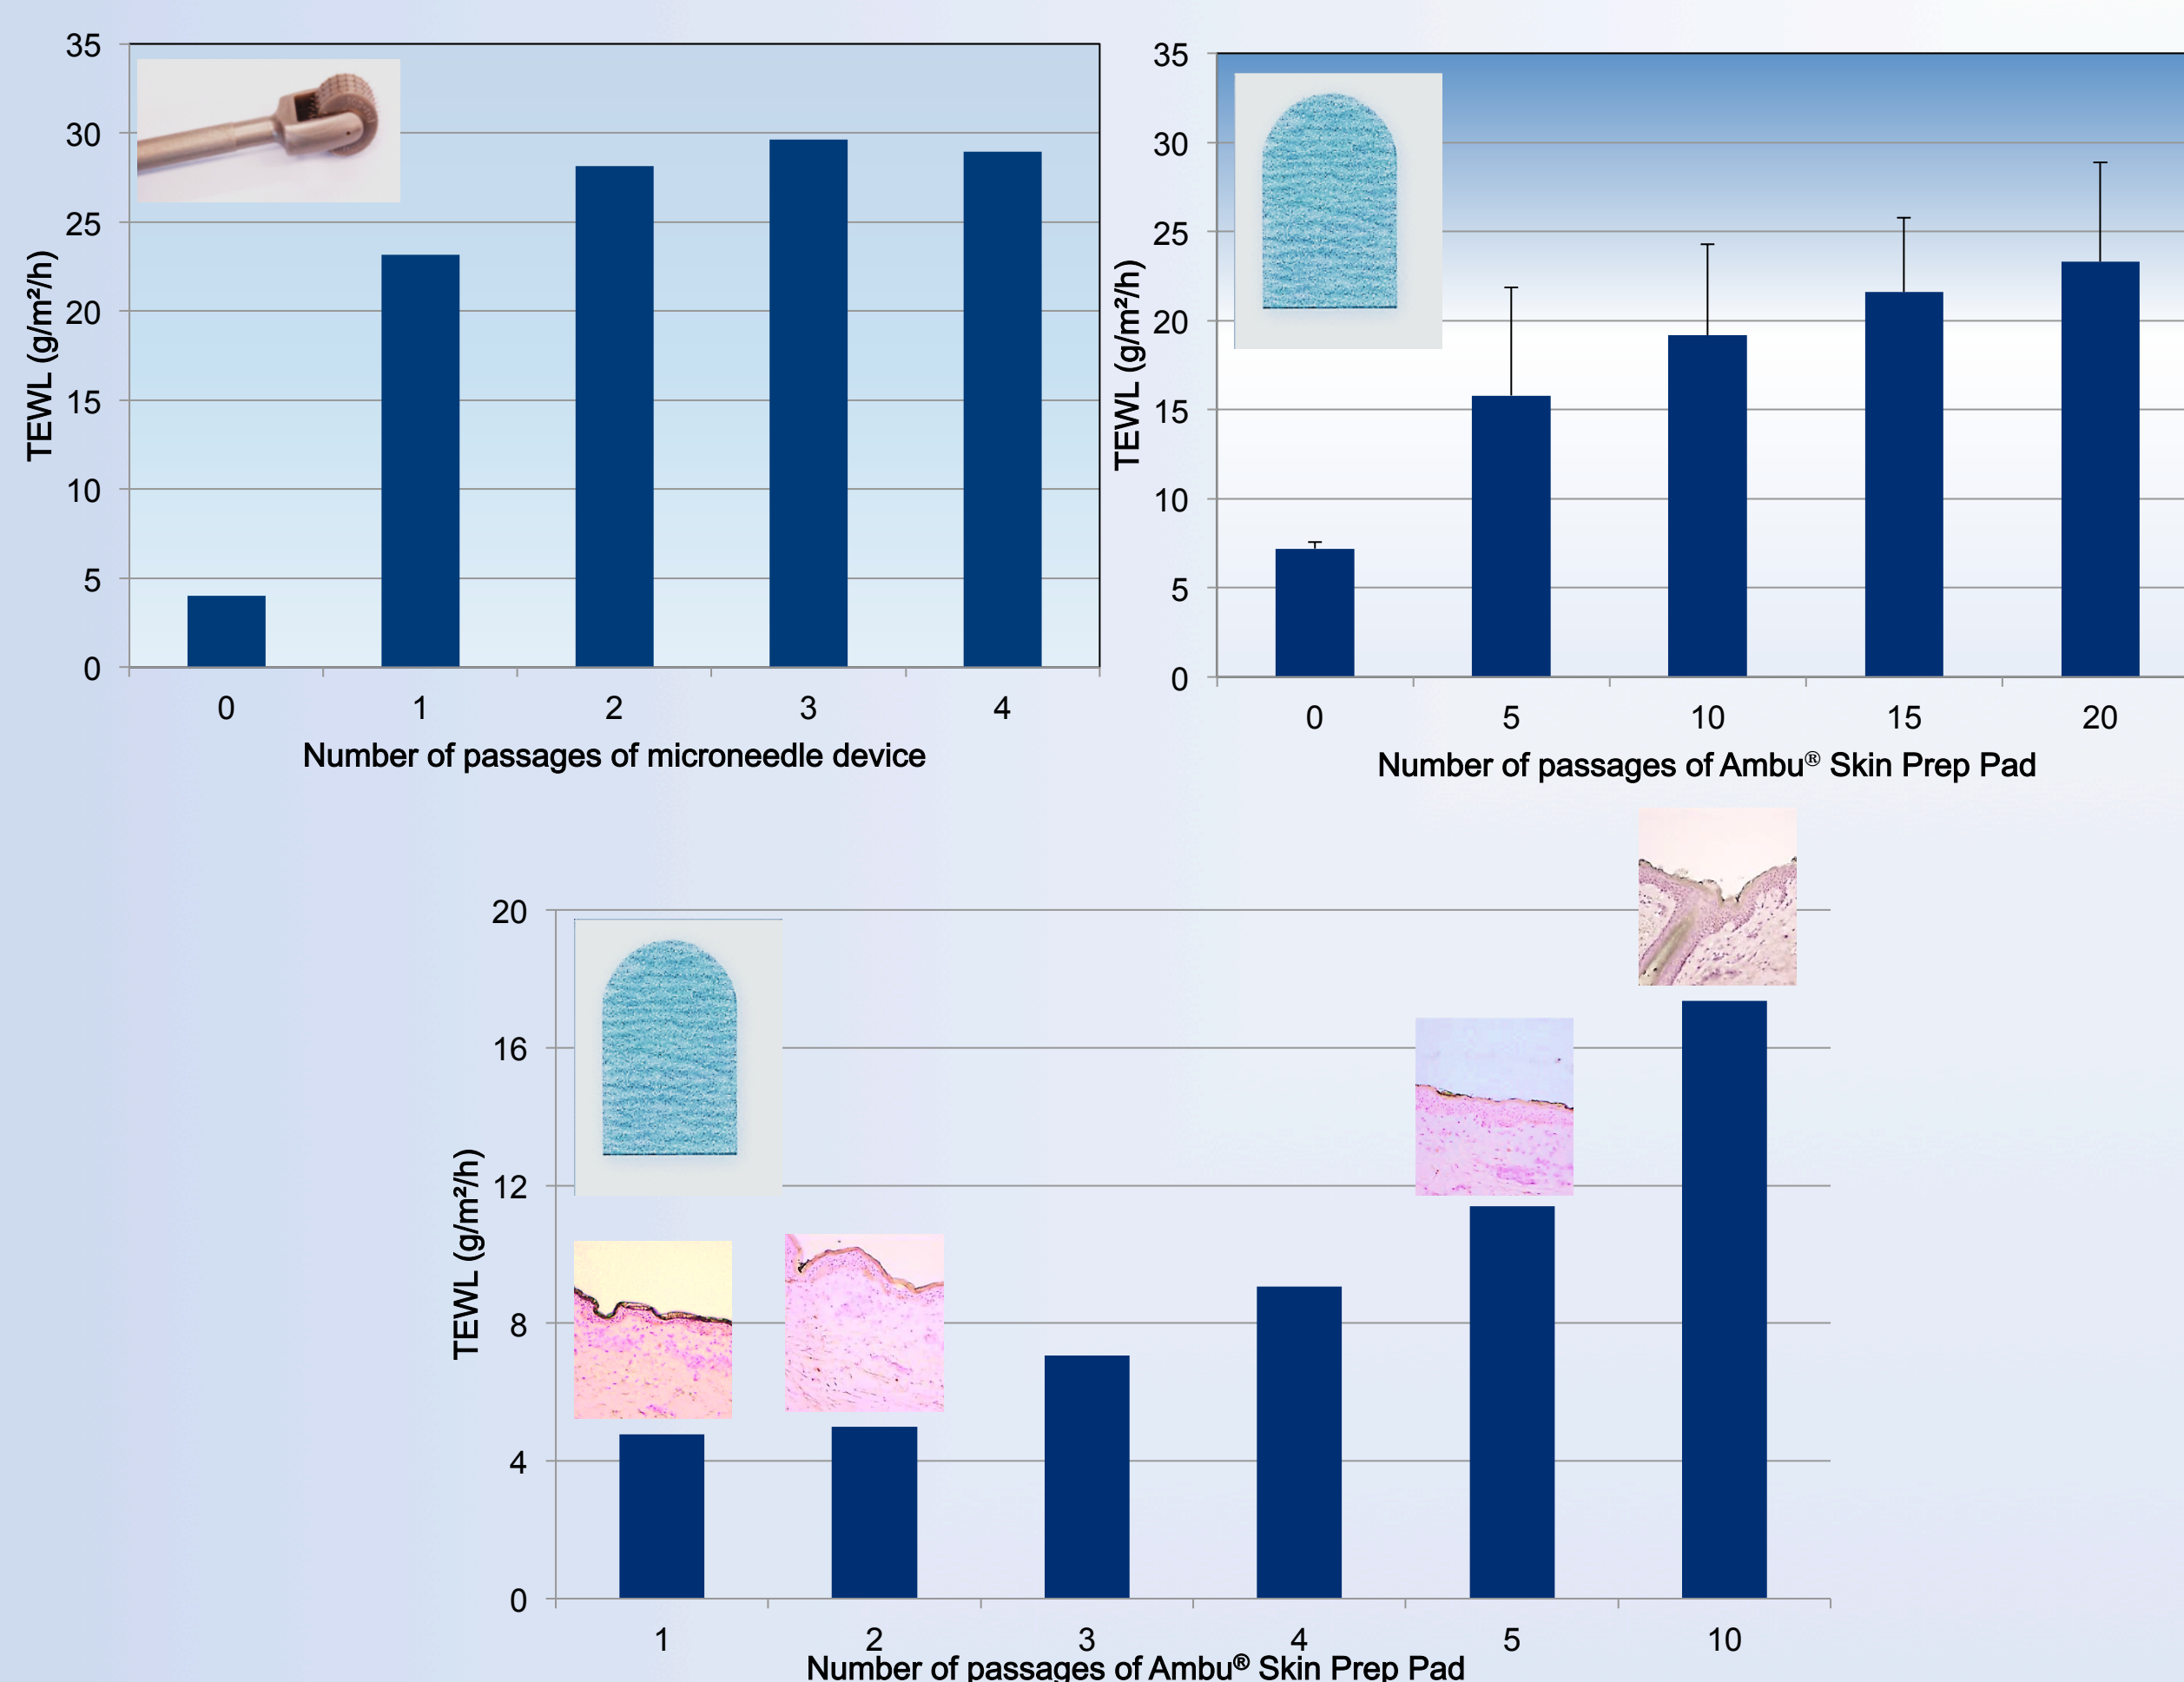 35
30
25
20
15
10
5
0
TEWL (g/m²/h)
0 1 2 3 4
Number of passages of microneedle device
35
30
25
20
15
10
5
0
TEWL (g/m²/h)
0 5 10 15 20
Number of passages of Ambu® Skin Prep Pad
20
16
12
8
4
0
TEWL (g/m²/h)
1 2 3 4 5 10
Number of passages of Ambu® Skin Prep Pad